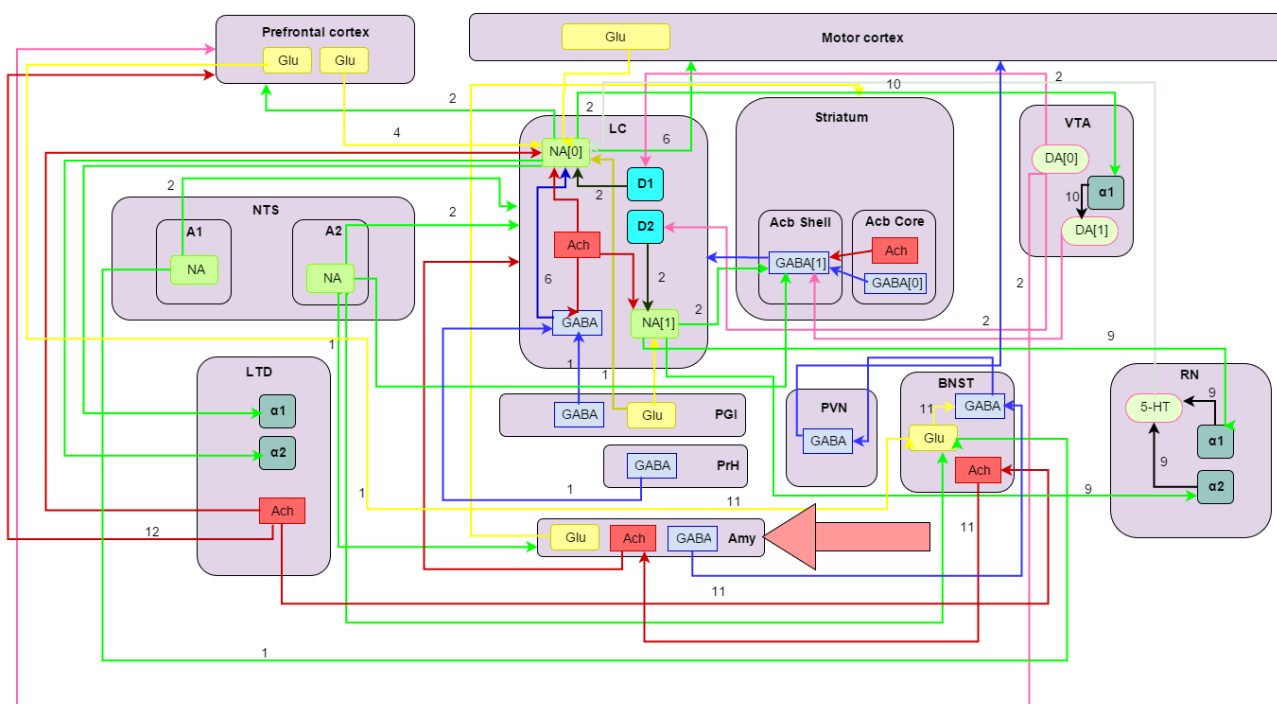 Prefrontal cortex
Glu
Glu
Glu
Motor cortex
2
10
2
2
4
LC
6
Striatum
VTA
NA[0]
DA[0]
D1
α1
2
2
10
NTS
2
A1
A2
D2
Acb Shell
Acb Core
DA[1]
Ach
Ach
NA
NA
GABA[1]
6
2
GABA[0]
2
GABA
NA[1]
2
2
1
9
LTD
1
1
BNST
RN
α1
GABA
Glu
PGI
PVN
11
GABA
5-HT
9
α2
GABA
Glu
α1
GABA
PrH
Ach
9
α2
1
1
11
9
Ach
12
Glu
Ach
GABA
Amy
11
11
1